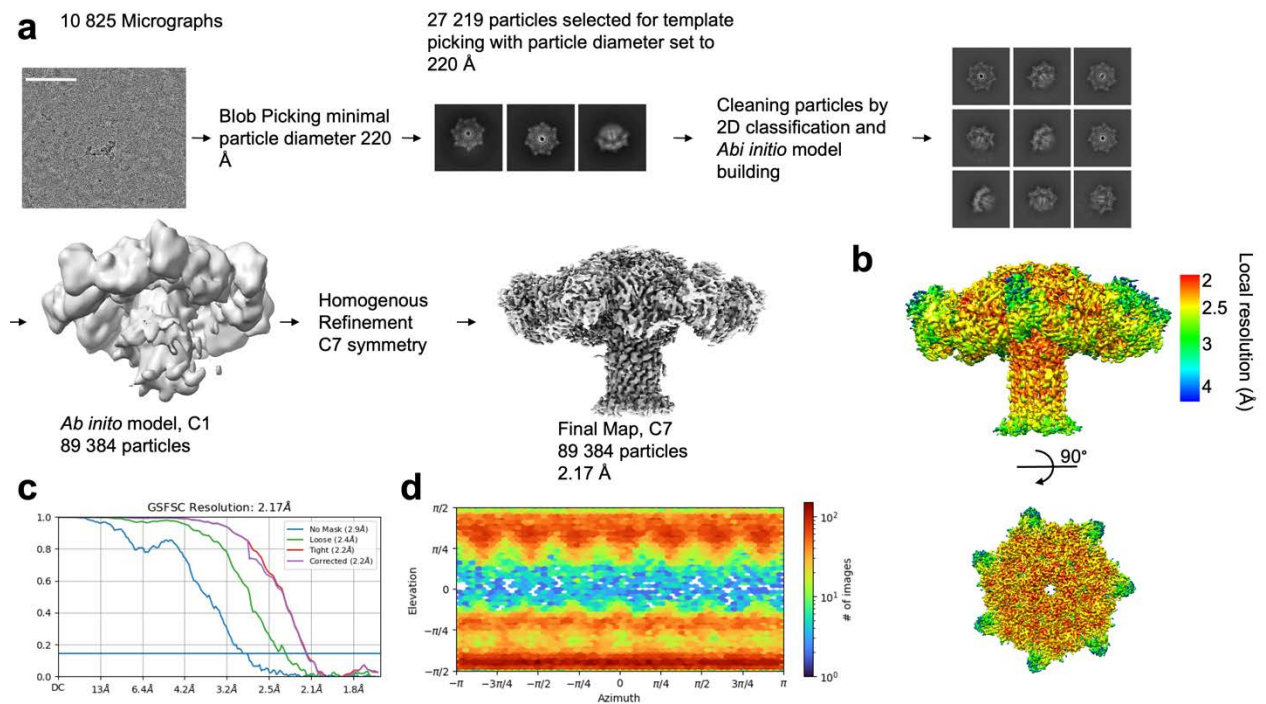 a
10 825 Micrographs
Blob Picking minimal
particle diameter 220
Å
27 219 particles selected for template
picking with particle diameter set to
220 Å
Cleaning particles by
2D classification and
Abi initio model
building
Ab inito model, C1
89 384 particles
Homogenous
Refinement
C7 symmetry
Final Map, C7
89 384 particles
2.17 Å
b
2
2.5
3
4
Local resolution (Å)
90°
c
GSFSC Resolution: 2.17Å
1.0
0.8
0.6
0.4
0.2
0.0
No Mask (2.9Å)
Loose (2.4Å)
Tight (2.2Å)
Corrected (2.2Å)
DC 13Å 6.4Å 4.2Å 3.2Å 2.5Å 2.1Å 1.8Å
d
π/2
π/4
0
−π/4
−π/2
Elevation
−π −3π/4 −π/2 −π/4 0 π/4 π/2 3π/4 π
Azimuth
10²
10¹
10⁰
# of images